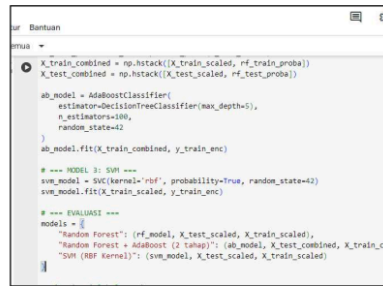 Bantuan
X_train_combined = np.hstack([X_train_scaled, rf_train_proba])
X_test_combined = np.hstack([X_test_scaled, rf_test_proba])
ab_model = AdaBoostClassifier(
estimator=DecisionTreeClassifier(max_depth=5),
n_estimators=100,
random_state=42
)
ab_model.fit(X_train_combined, y_train_enc)
# === MODEL 3: SVM ===
svm_model = SVC(kernel='rbf', probability=True, random_state=42)
svm_model.fit(X_train_scaled, y_train_enc)
# === EVALUASI ===
models = {
"Random Forest": (rf_model, X_test_scaled, X_train_scaled),
"Random Forest + AdaBoost (2 tahap)": (ab_model, X_test_combined, X_train_c
"SVM (RBF Kernel)": (svm_model, X_test_scaled, X_train_scaled)
}